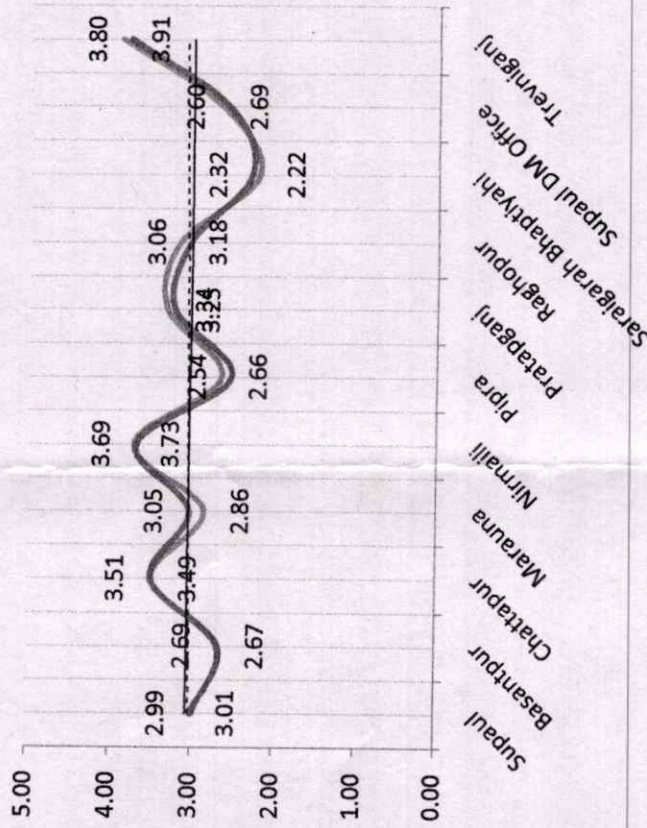 5.00
4.00
3.00
2.00
1.00
0.00
2.99
3.01
2.69
2.67
3.51
3.49
3.05
2.86
3.69
3.73
2.54
2.66
3.34
3.25
3.06
3.18
2.32
2.22
2.60
2.69
3.80
3.91
Supaul
Basantpur
Chattapur
Marauna
Nirmalli
Pipra
Pratapganj
Raghopur
Saraigarah Bhaptiyahi
Supaul DM Office
Trevniganj